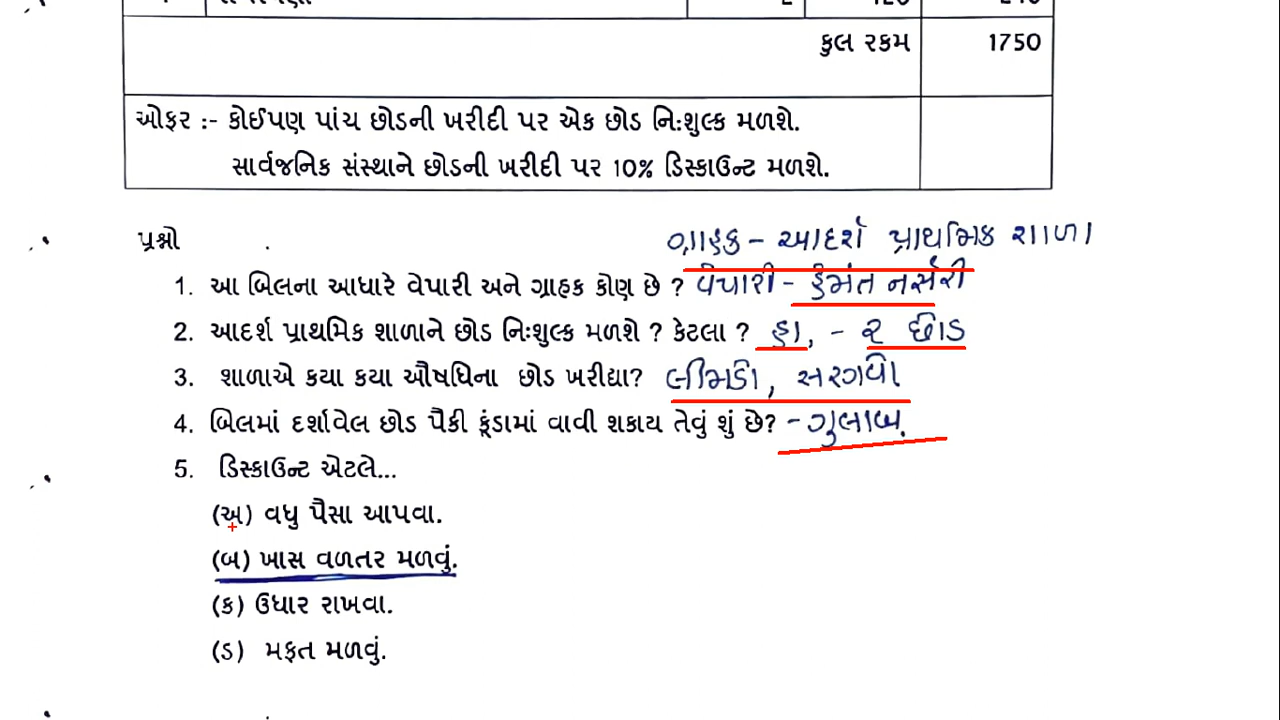 કુલ રકમ 1750
ઓફર :- કોઈપણ પાંચ છોડની ખરીદી પર એક છોડ નિઃશુલ્ક મળશે.
સાર્વજનિક સંસ્થાને છોડની ખરીદી પર 10% ડિસ્કાઉન્ટ મળશે.
પ્રશ્નો ગ્રાહક - આદર્શ પ્રાથમિક શાળા
1. આ બિલના આધારે વેપારી અને ગ્રાહક કોણ છે ? વેપારી - હેમંત નર્સરી
2. આદર્શ પ્રાથમિક શાળાને છોડ નિઃશુલ્ક મળશે ? કેટલા ? હા, - ૨ છોડ
3. શાળાએ કયા કયા ઔષધિના છોડ ખરીદ્યા? લીમડો, સરગવો
4. બિલમાં દર્શાવેલ છોડ પૈકી કૂંડામાં વાવી શકાય તેવું શું છે? - ગુલાબ.
5. ડિસ્કાઉન્ટ એટલે...
(અ) વધુ પૈસા આપવા.
(બ) ખાસ વળતર મળવું.
(ક) ઉધાર રાખવા.
(ડ) મફત મળવું.